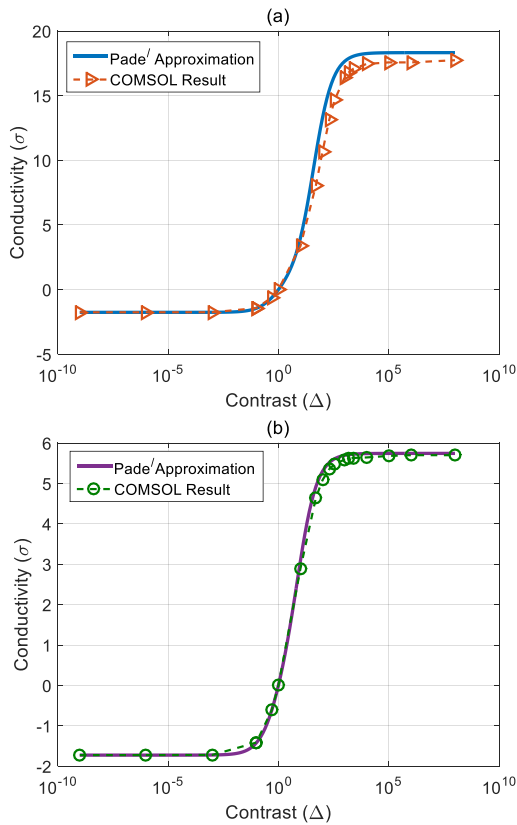 (a)
20
15
10
5
0
-5
Conductivity (σ)
Pade/ Approximation
COMSOL Result
10^-10
10^-5
10^0
10^5
10^10
Contrast (Δ)
(b)
6
5
4
3
2
1
0
-1
-2
Conductivity (σ)
Pade/Approximation
COMSOL Result
10^-10
10^-5
10^0
10^5
10^10
Contrast (Δ)